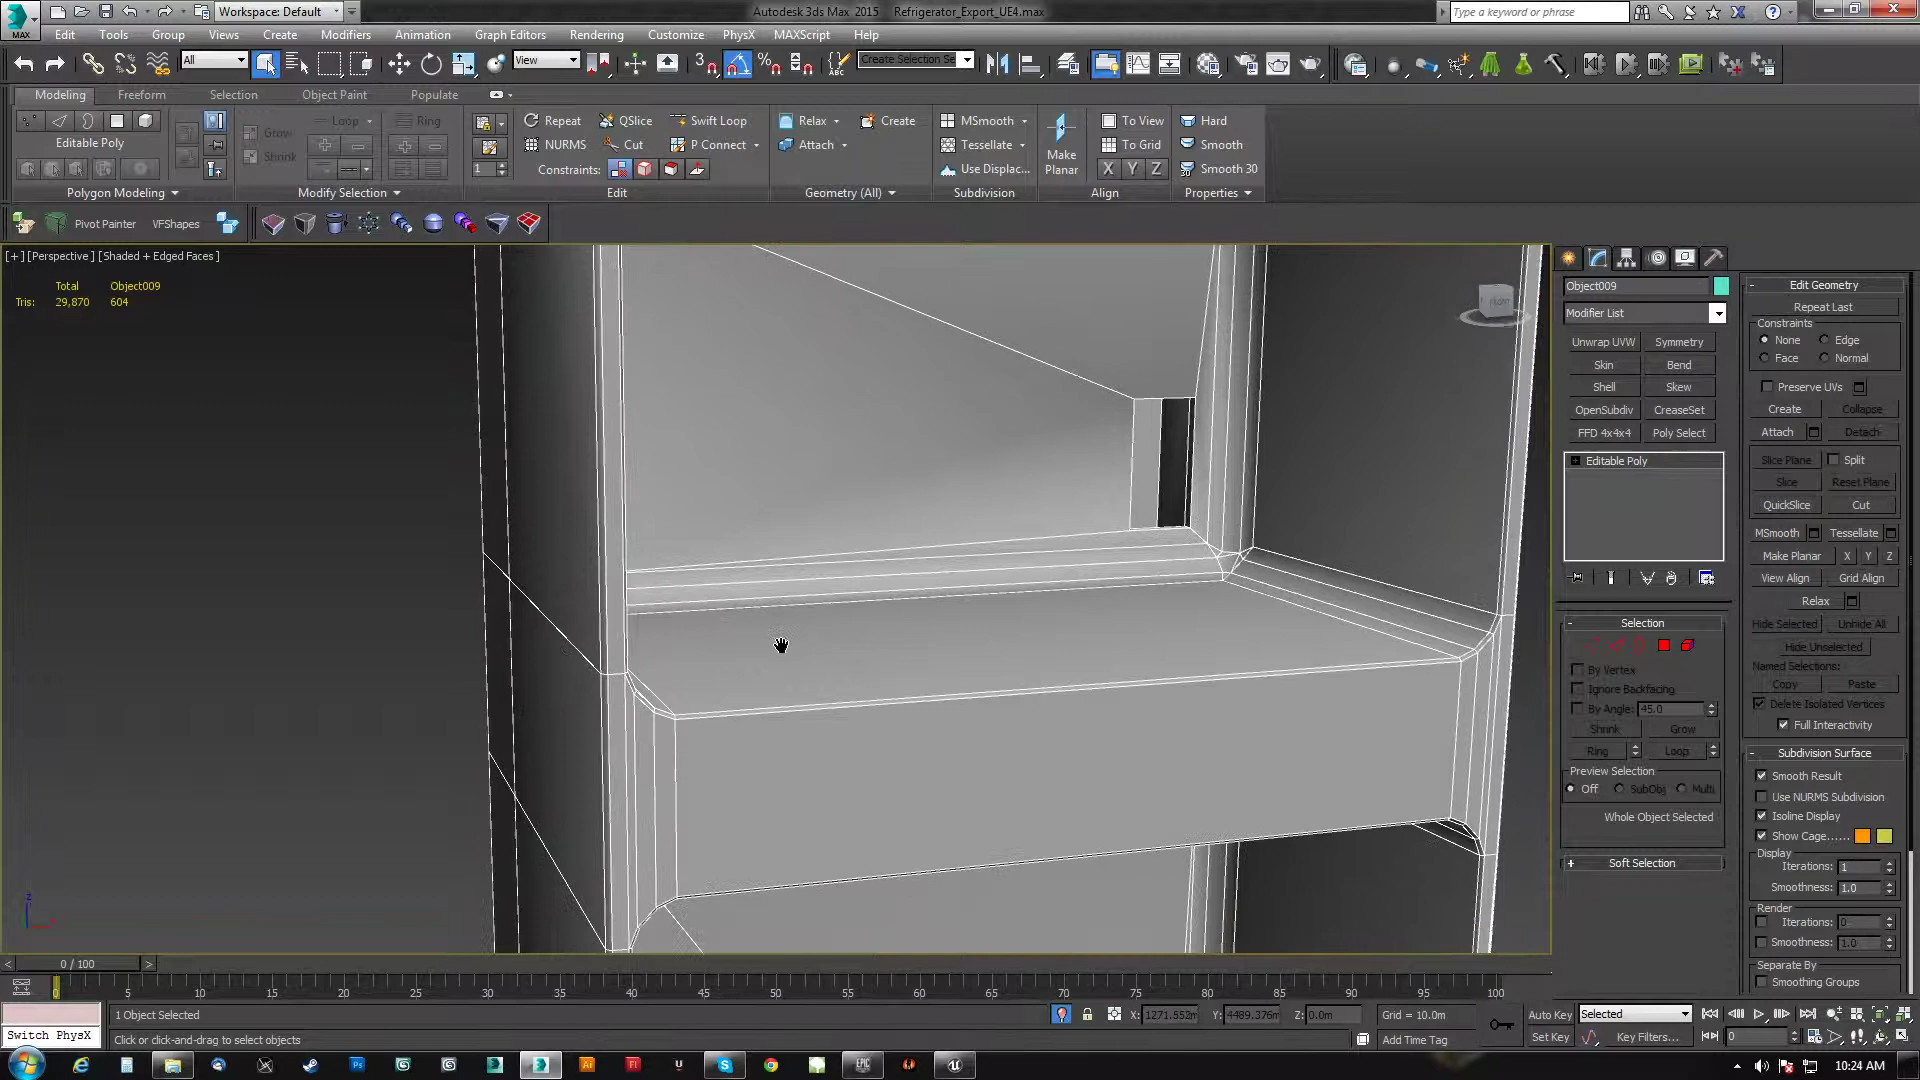 Workspace: Default
Autodesk 3ds Max 2015 Refrigerator_Export_UE4.max
Type a keyword or phrase
MAX
Edit Tools Group Views Create Modifiers Animation Graph Editors Rendering Customize PhysX MAXScript Help
All View Create Selection Se
Modeling Freeform Selection Object Paint Populate
Loop Ring Repeat QSlice Swift Loop Relax Create MSmooth To View Hard
Grow
Editable Poly NURMS Cut P Connect Attach Tessellate Make Planar To Grid Smooth
Shrink
1 Constraints: Use Displac... X Y Z Smooth 30
Polygon Modeling Modify Selection Edit Geometry (All) Subdivision Align Properties
Pivot Painter VFShapes
[+] [Perspective] [Shaded + Edged Faces]
Total Object009
Tris: 29,870 604
FRONT
Object009
Modifier List
Unwrap UVW Symmetry
Skin Bend
Shell Skew
OpenSubdiv CreaseSet
FFD 4x4x4 Poly Select
Editable Poly
Selection
By Vertex
Ignore Backfacing
By Angle: 45.0
Shrink Grow
Ring Loop
Preview Selection
Off SubObj Multi
Whole Object Selected
Soft Selection
Edit Geometry
Repeat Last
Constraints
None Edge
Face Normal
Preserve UVs
Create Collapse
Attach Detach
Slice Plane Split
Slice Reset Plane
QuickSlice Cut
MSmooth Tessellate
Make Planar X Y Z
View Align Grid Align
Relax
Hide Selected Unhide All
Hide Unselected
Named Selections:
Copy Paste
Delete Isolated Vertices
Full Interactivity
Subdivision Surface
Smooth Result
Use NURMS Subdivision
Isoline Display
Show Cage......
Display
Iterations: 1
Smoothness: 1.0
Render
Iterations: 0
Smoothness: 1.0
Separate By
Smoothing Groups
0 / 100
0 5 10 15 20 25 30 35 40 45 50 55 60 65 70 75 80 85 90 95 100
1 Object Selected X: 1271.552m Y: 4489.376m Z: 0.0m Grid = 10.0m Auto Key Selected
Switch PhysX Click or click-and-drag to select objects Add Time Tag Set Key Key Filters... 0
10:24 AM